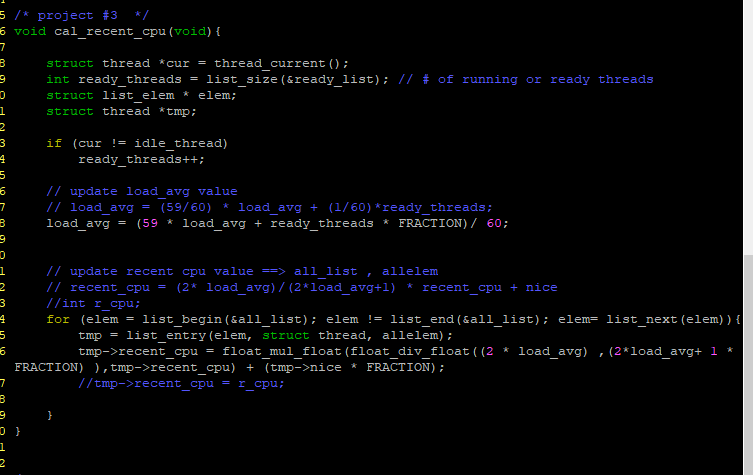 5 /* project #3  */
6 void cal_recent_cpu(void){
7
8     struct thread *cur = thread_current();
9     int ready_threads = list_size(&ready_list); // # of running or ready threads
0     struct list_elem * elem;
1     struct thread *tmp;
2
3     if (cur != idle_thread)
4         ready_threads++;
5
6     // update load_avg value
7     // load_avg = (59/60) * load_avg + (1/60)*ready_threads;
8     load_avg = (59 * load_avg + ready_threads * FRACTION)/ 60;
9
0
1     // update recent cpu value ==> all_list , allelem
2     // recent_cpu = (2* load_avg)/(2*load_avg+1) * recent_cpu + nice
3     //int r_cpu;
4     for (elem = list_begin(&all_list); elem != list_end(&all_list); elem= list_next(elem)){
5         tmp = list_entry(elem, struct thread, allelem);
6         tmp->recent_cpu = float_mul_float(float_div_float((2 * load_avg) ,(2*load_avg+ 1 *
FRACTION) ),tmp->recent_cpu) + (tmp->nice * FRACTION);
7         //tmp->recent_cpu = r_cpu;
8
9     }
0 }
1
2